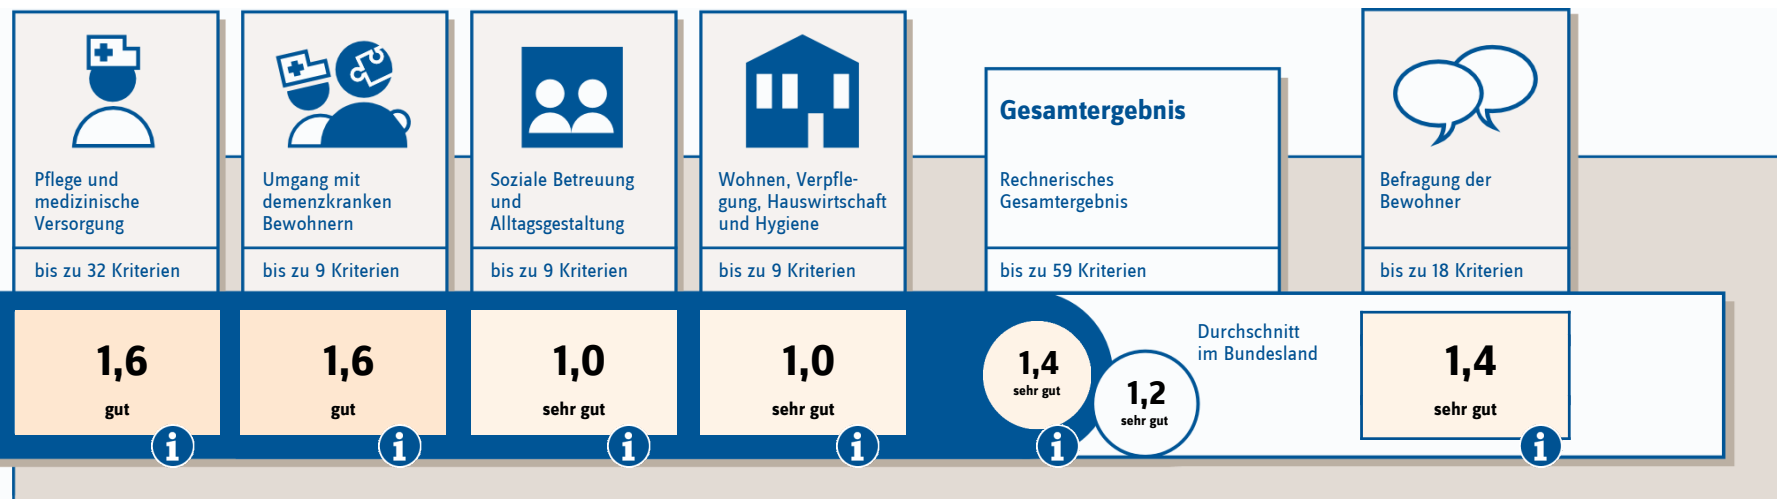 Pflege und
medizinische
Versorgung
bis zu 32 Kriterien
1,6
gut
i
Umgang mit
demenzkranken
Bewohnern
bis zu 9 Kriterien
1,6
gut
i
Soziale Betreuung
und
Alltagsgestaltung
bis zu 9 Kriterien
1,0
sehr gut
i
Wohnen, Verpfle-
gung, Hauswirtschaft
und Hygiene
bis zu 9 Kriterien
1,0
sehr gut
i
Gesamtergebnis
Rechnerisches
Gesamtergebnis
bis zu 59 Kriterien
1,4
sehr gut
i
1,2
sehr gut
Durchschnitt
im Bundesland
Befragung der
Bewohner
bis zu 18 Kriterien
1,4
sehr gut
i